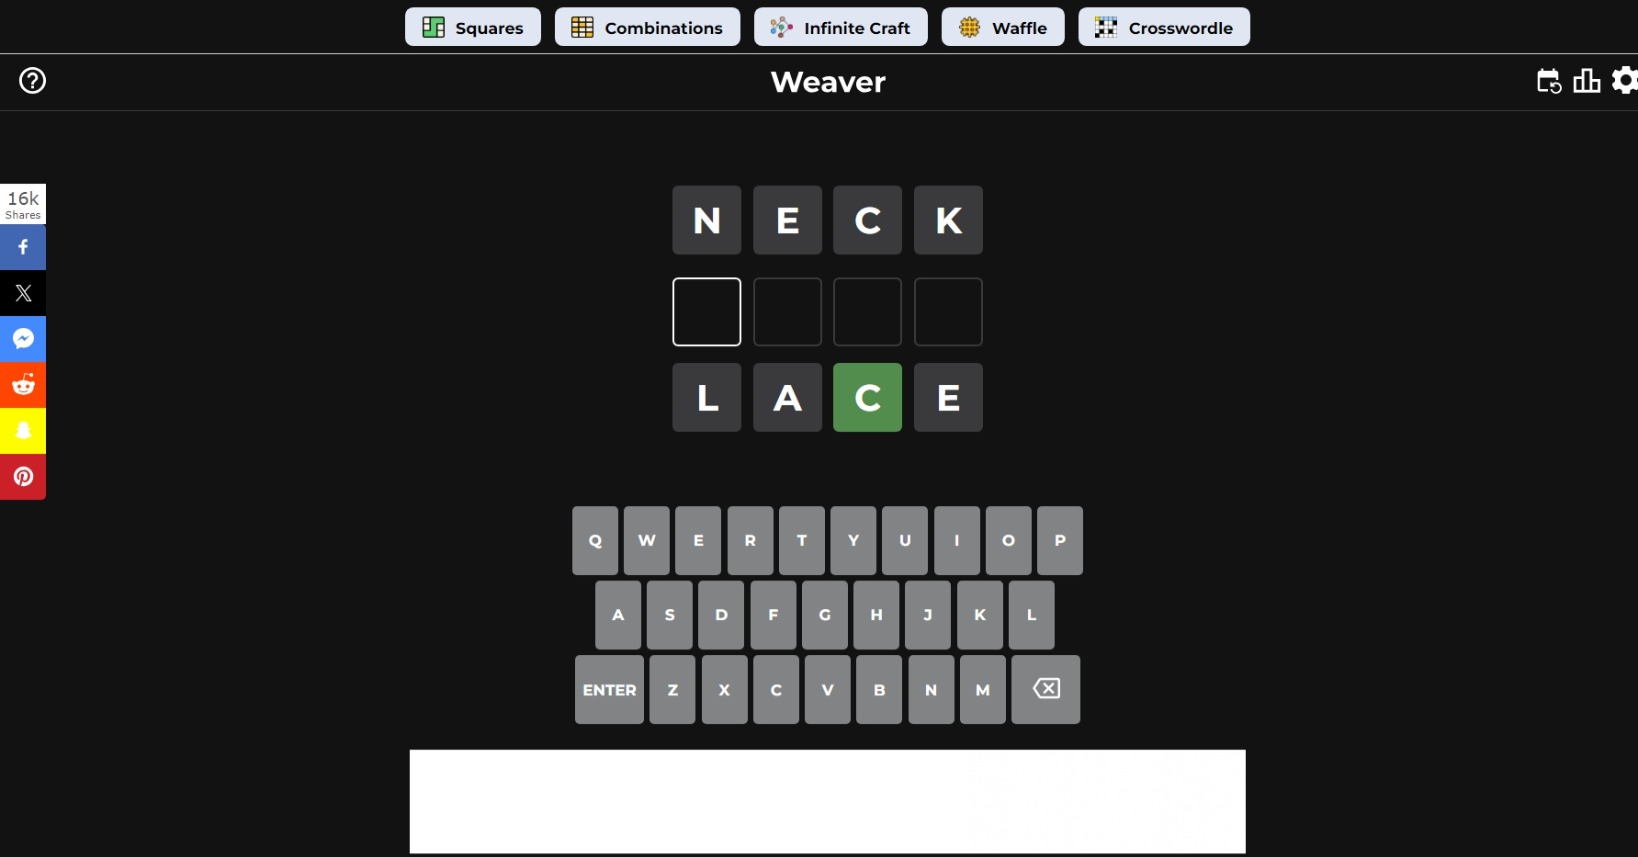 Squares Combinations Infinite Craft Waffle Crosswordle
Weaver
16k
Shares
N E C K
L A C E
Q W E R T Y U I O P
A S D F G H J K L
ENTER Z X C V B N M